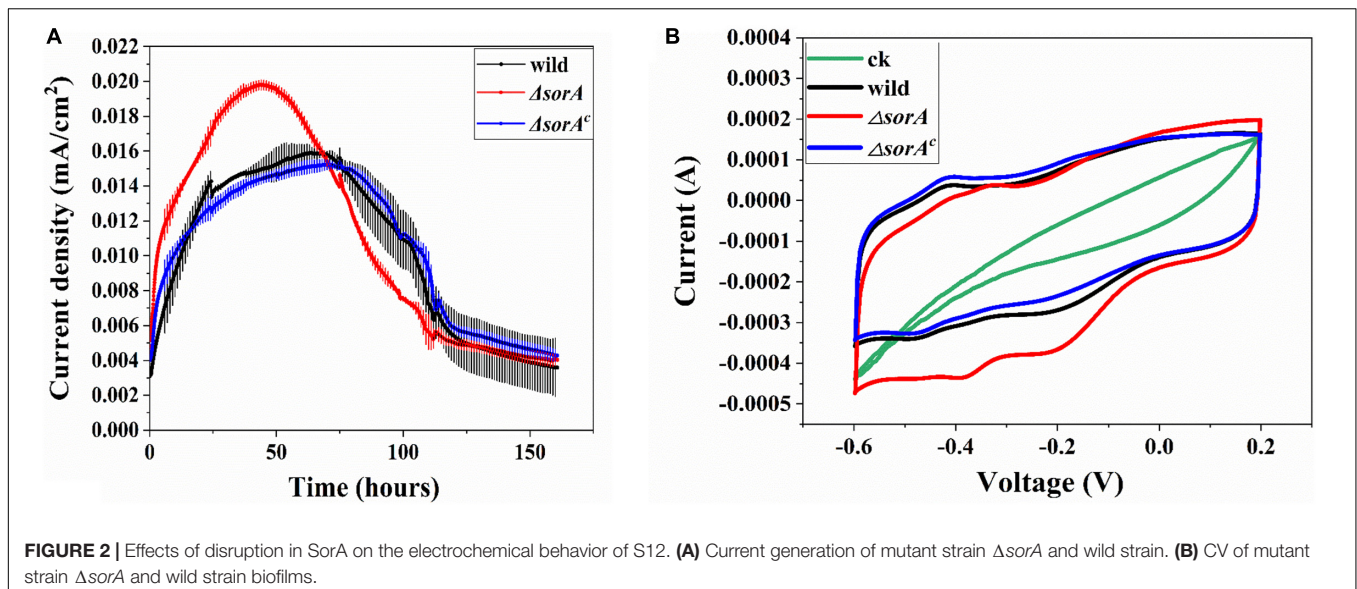 A
0.022
0.020
0.018
0.016
0.014
0.012
0.010
0.008
0.006
0.004
0.002
0.000
Current density (mA/cm²)
wild
ΔsorA
ΔsorAᶜ
0
50
100
150
Time (hours)
B
0.0004
0.0003
0.0002
0.0001
0.0000
-0.0001
-0.0002
-0.0003
-0.0004
-0.0005
Current (A)
ck
wild
ΔsorA
ΔsorAᶜ
-0.6
-0.4
-0.2
0.0
0.2
Voltage (V)
FIGURE 2 | Effects of disruption in SorA on the electrochemical behavior of S12. (A) Current generation of mutant strain ΔsorA and wild strain. (B) CV of mutant
strain ΔsorA and wild strain biofilms.